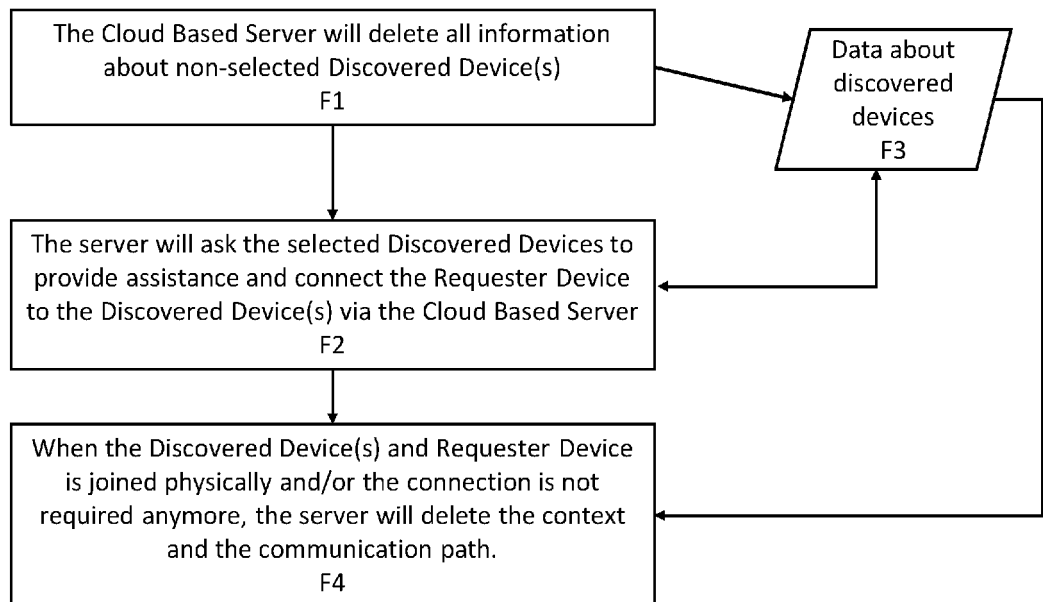 The Cloud Based Server will delete all information
about non-selected Discovered Device(s)
F1
Data about
discovered
devices
F3
The server will ask the selected Discovered Devices to
provide assistance and connect the Requester Device
to the Discovered Device(s) via the Cloud Based Server
F2
When the Discovered Device(s) and Requester Device
is joined physically and/or the connection is not
required anymore, the server will delete the context
and the communication path.
F4